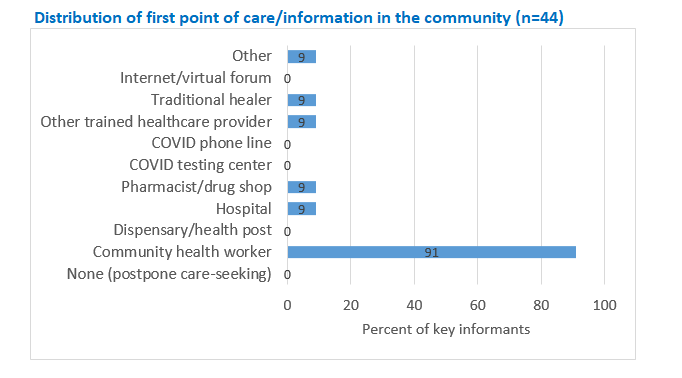 Distribution of first point of care/information in the community (n=44)
Other 9
Internet/virtual forum 0
Traditional healer 9
Other trained healthcare provider 9
COVID phone line 0
COVID testing center 0
Pharmacist/drug shop 9
Hospital 9
Dispensary/health post 0
Community health worker 91
None (postpone care-seeking) 0
0 20 40 60 80 100
Percent of key informants